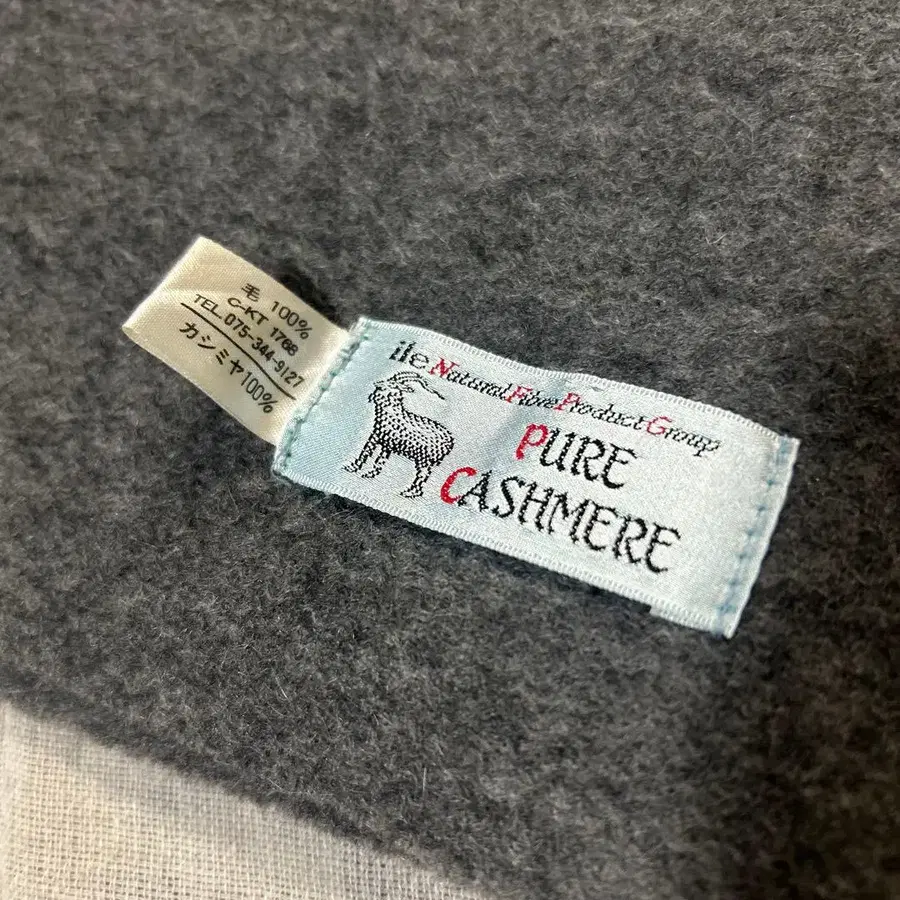 毛 100%
C-KT 1768
TEL.075-344-9127
カシミヤ100%
ile Natural Fibre Product Group
PURE
CASHMERE